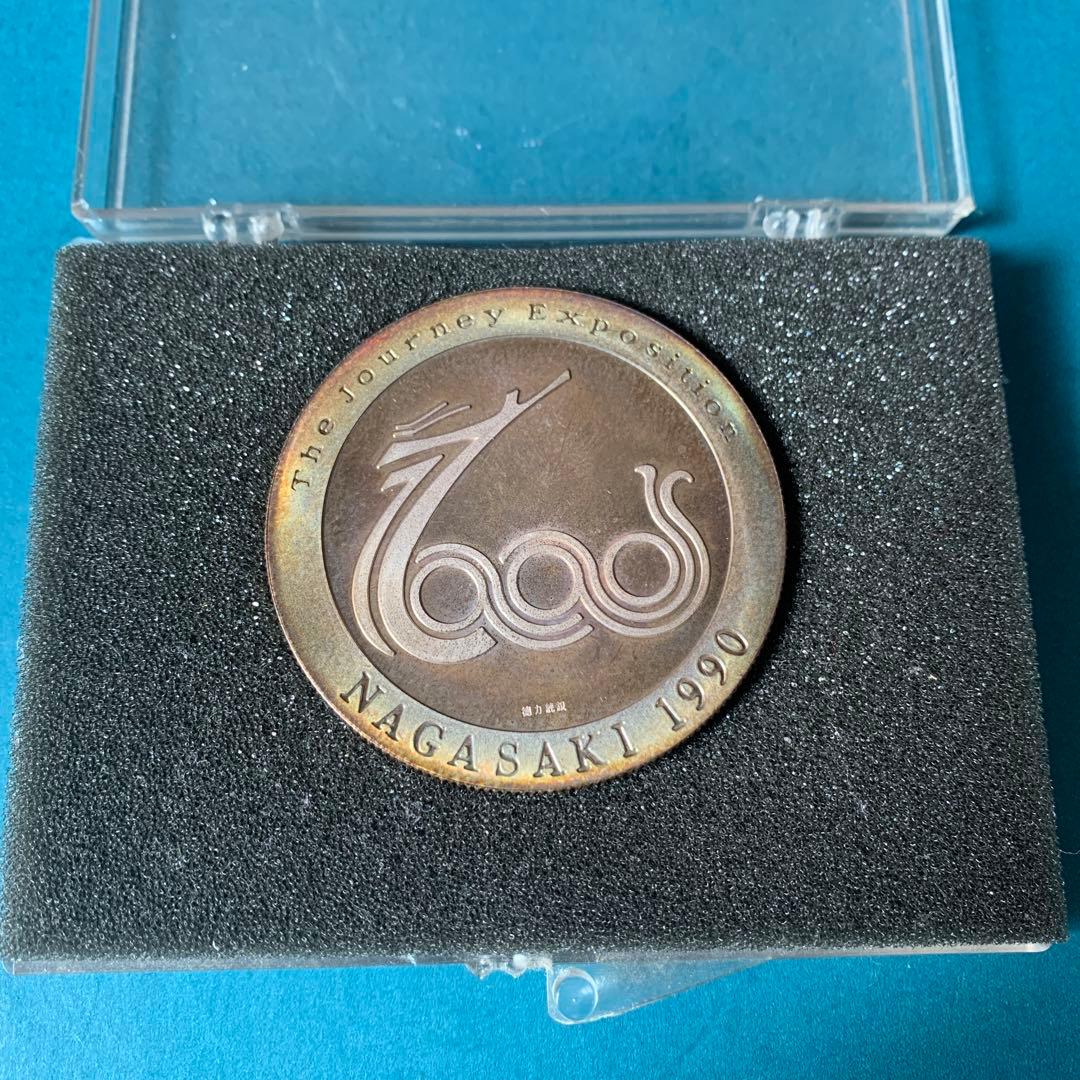 The Journey Exposition
NAGASAKI 1990